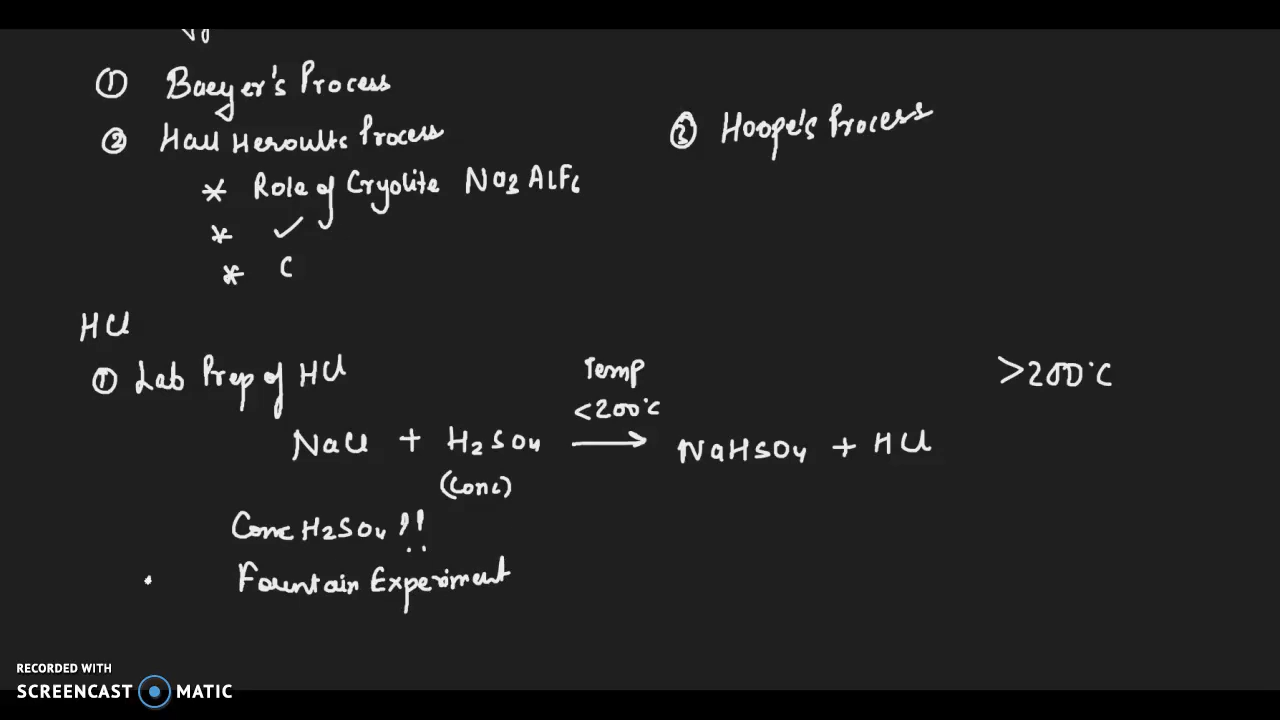 ① Baeyer's Process
② Hall Heroults Process
③ Hoope's Process
* Role of Cryolite Na3AlF6
* ✓
* C
HCl
① Lab Prep of HCl
Temp
<200°C
>200°C
NaCl + H2SO4 → NaHSO4 + HCl
(Conc)
Conc H2SO4 !!
Fountain Experiment
RECORDED WITH
SCREENCAST MATIC